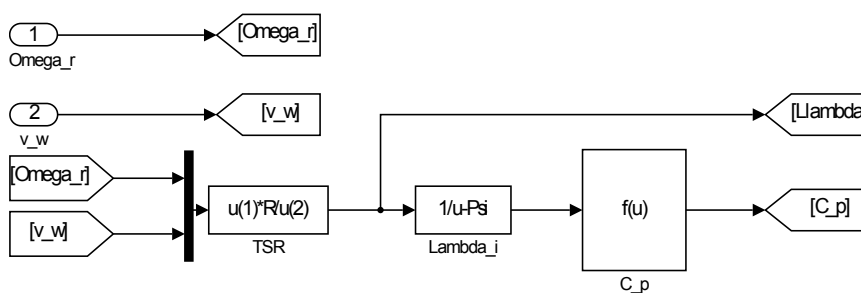 1
[Omega_r]
Omega_r
2
[v_w]
v_w
[Llambda
[Omega_r]
[v_w]
u(1)*R/u(2)
TSR
1/u-Psi
Lambda_i
f(u)
C_p
[C_p]